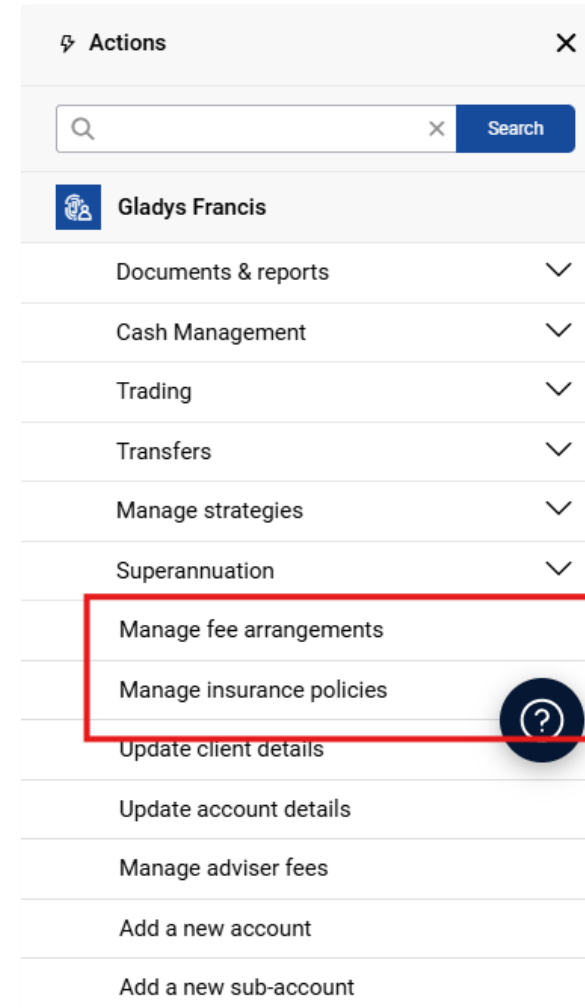 Actions
Search
Gladys Francis
Documents & reports
Cash Management
Trading
Transfers
Manage strategies
Superannuation
Manage fee arrangements
Manage insurance policies
Update client details
Update account details
Manage adviser fees
Add a new account
Add a new sub-account